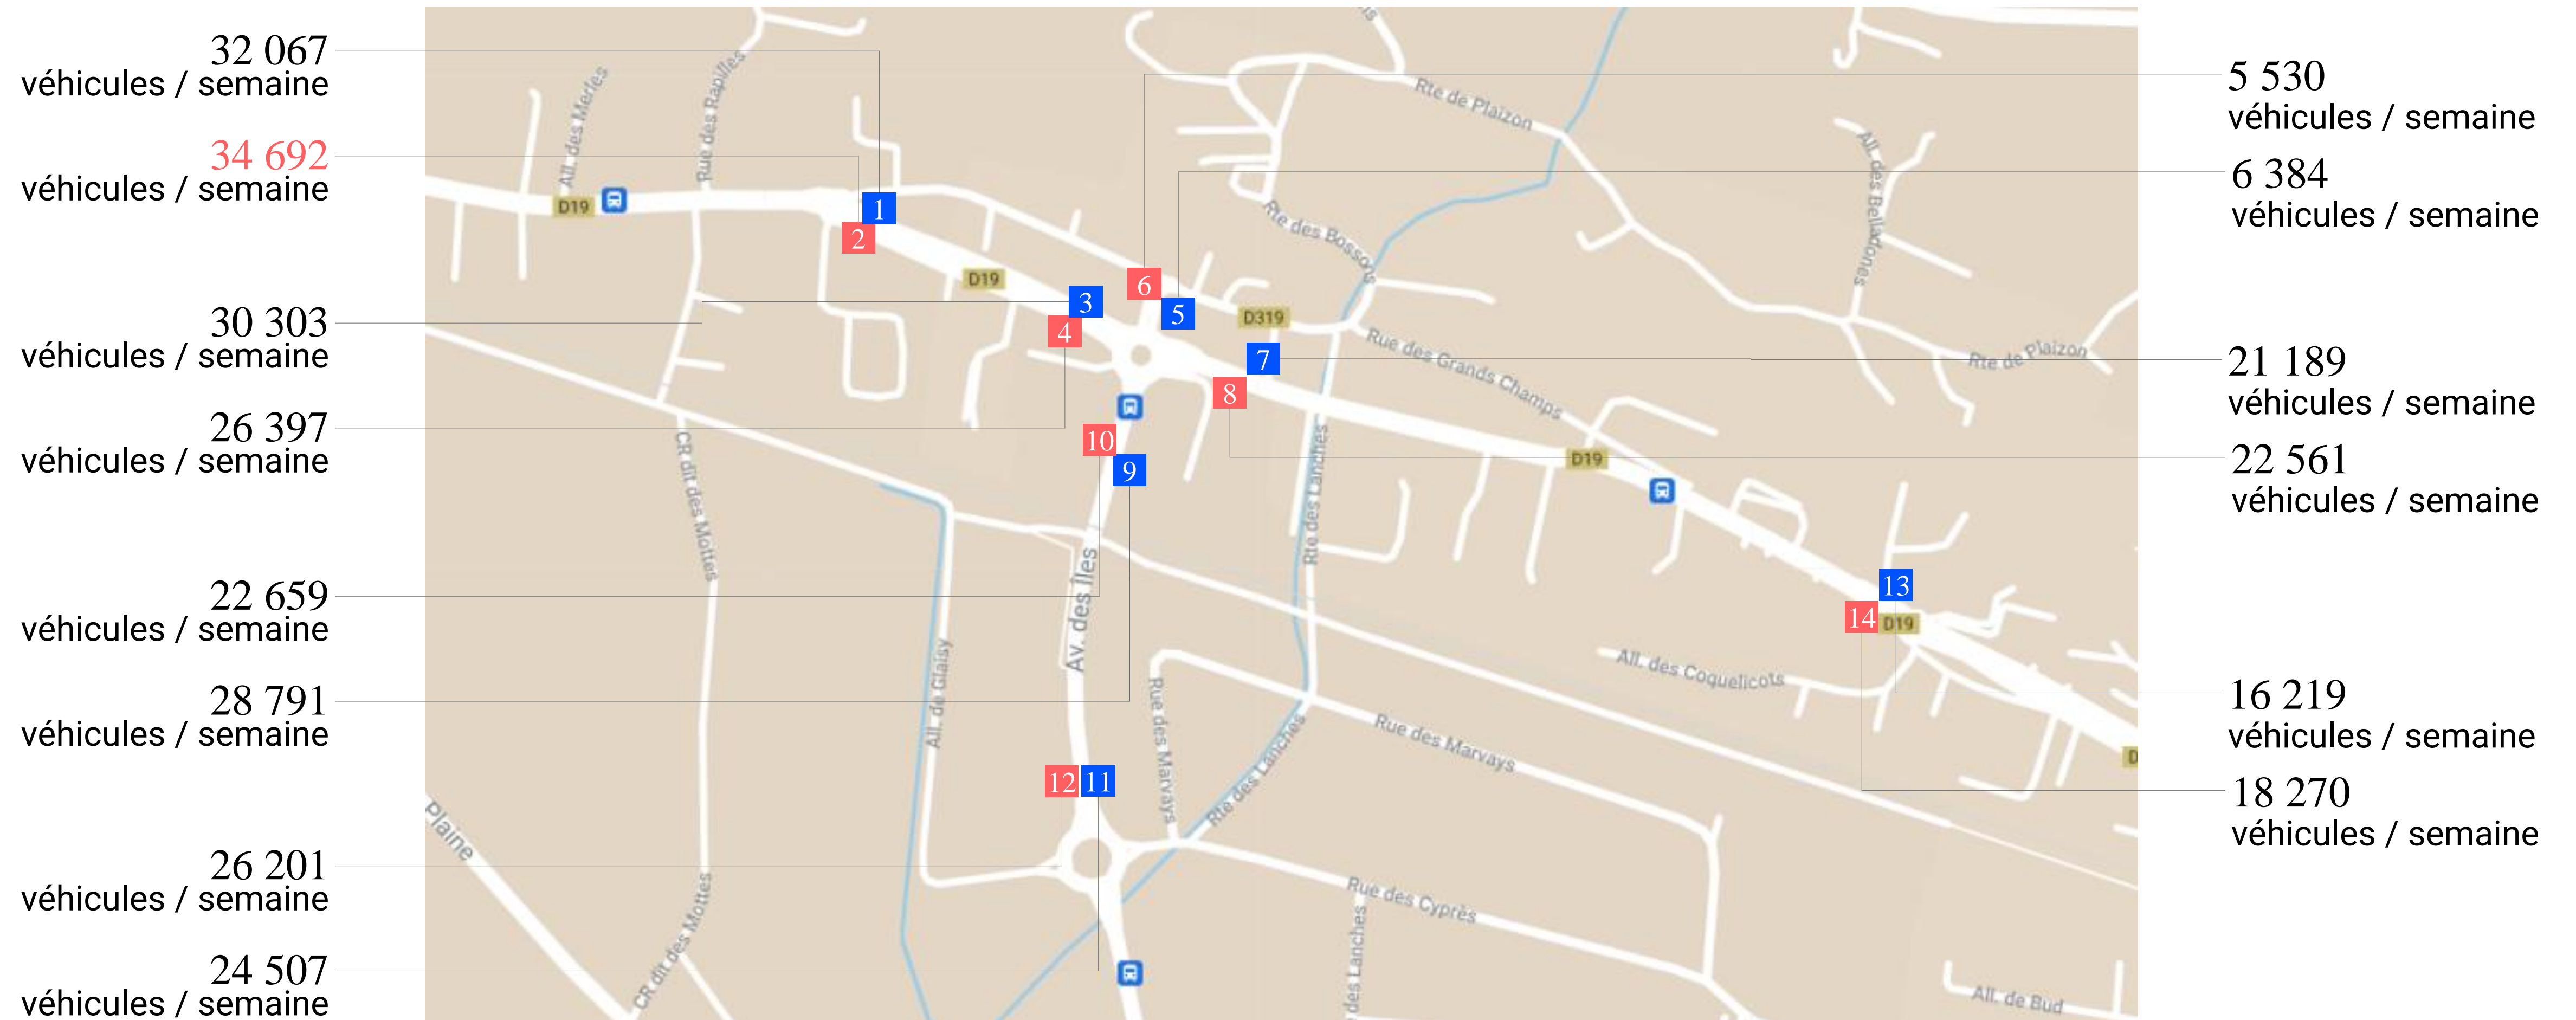 32 067
véhicules / semaine
34 692
véhicules / semaine
30 303
véhicules / semaine
26 397
véhicules / semaine
22 659
véhicules / semaine
28 791
véhicules / semaine
26 201
véhicules / semaine
24 507
véhicules / semaine
All. des Merles
Rue des Rapilles
D19
1
2
D19
3
4
6
5
D319
7
8
10
9
Rte de Plaizon
Rte des Bossons
All. des Belladones
Rte de Plaizon
Rue des Grands Champs
D19
CR dit des Mottes
Av. des Îles
Rte des Lanches
13
14
D19
All. de Glaisy
Rue des Marvays
All. des Coquelicots
Rue des Marvays
D
12
11
Rte des Lanches
Plaine
CR dit des Mottes
Rue des Cyprès
des Lanches
All. de Bud
5 530
véhicules / semaine
6 384
véhicules / semaine
21 189
véhicules / semaine
22 561
véhicules / semaine
16 219
véhicules / semaine
18 270
véhicules / semaine